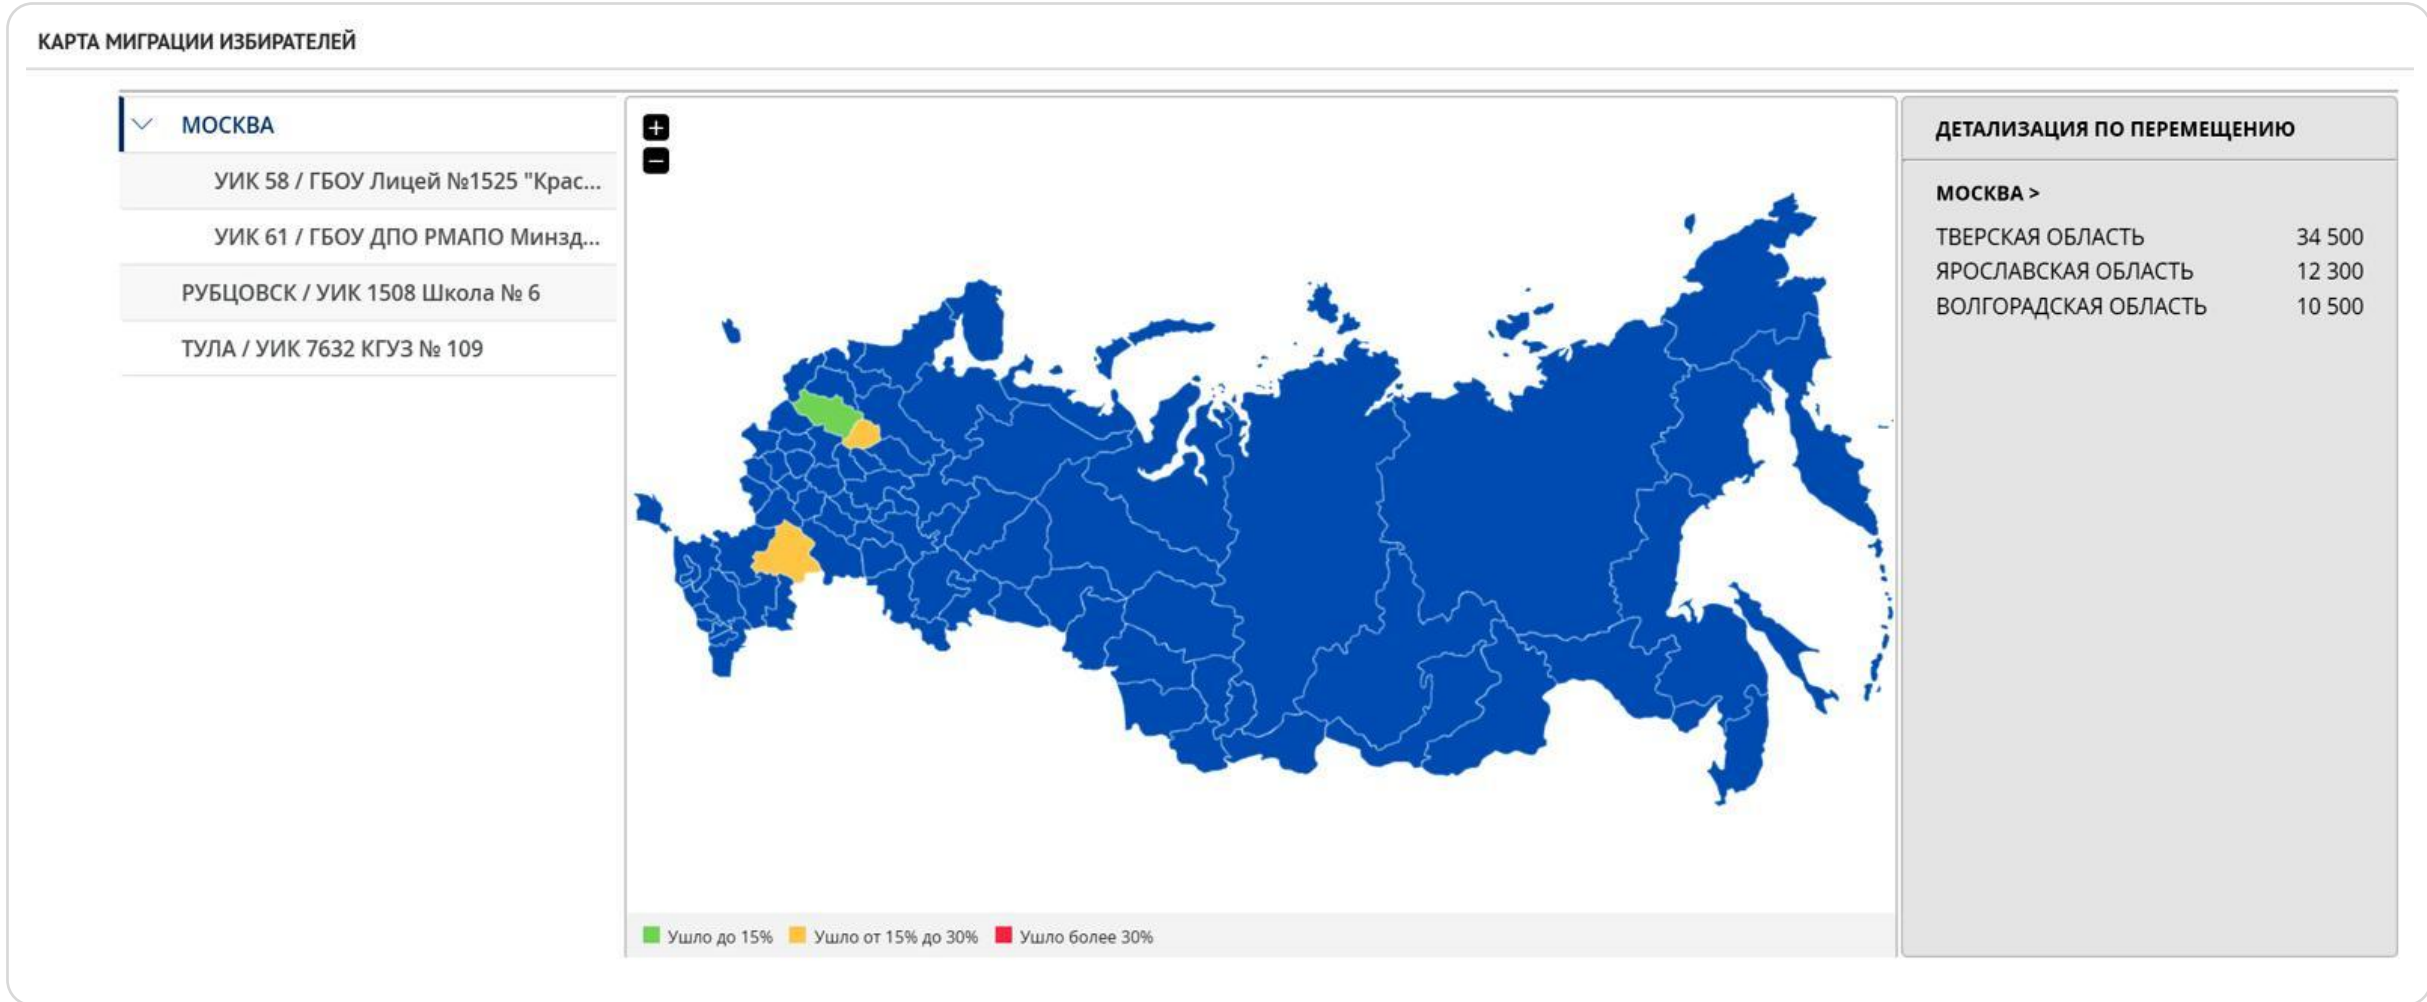 КАРТА МИГРАЦИИ ИЗБИРАТЕЛЕЙ
МОСКВА
УИК 58 / ГБОУ Лицей №1525 "Крас...
УИК 61 / ГБОУ ДПО РМАПО Минзд...
РУБЦОВСК / УИК 1508 Школа № 6
ТУЛА / УИК 7632 КГУЗ № 109
+
−
Ушло до 15% Ушло от 15% до 30% Ушло более 30%
ДЕТАЛИЗАЦИЯ ПО ПЕРЕМЕЩЕНИЮ
МОСКВА >
ТВЕРСКАЯ ОБЛАСТЬ 34 500
ЯРОСЛАВСКАЯ ОБЛАСТЬ 12 300
ВОЛГОРАДСКАЯ ОБЛАСТЬ 10 500